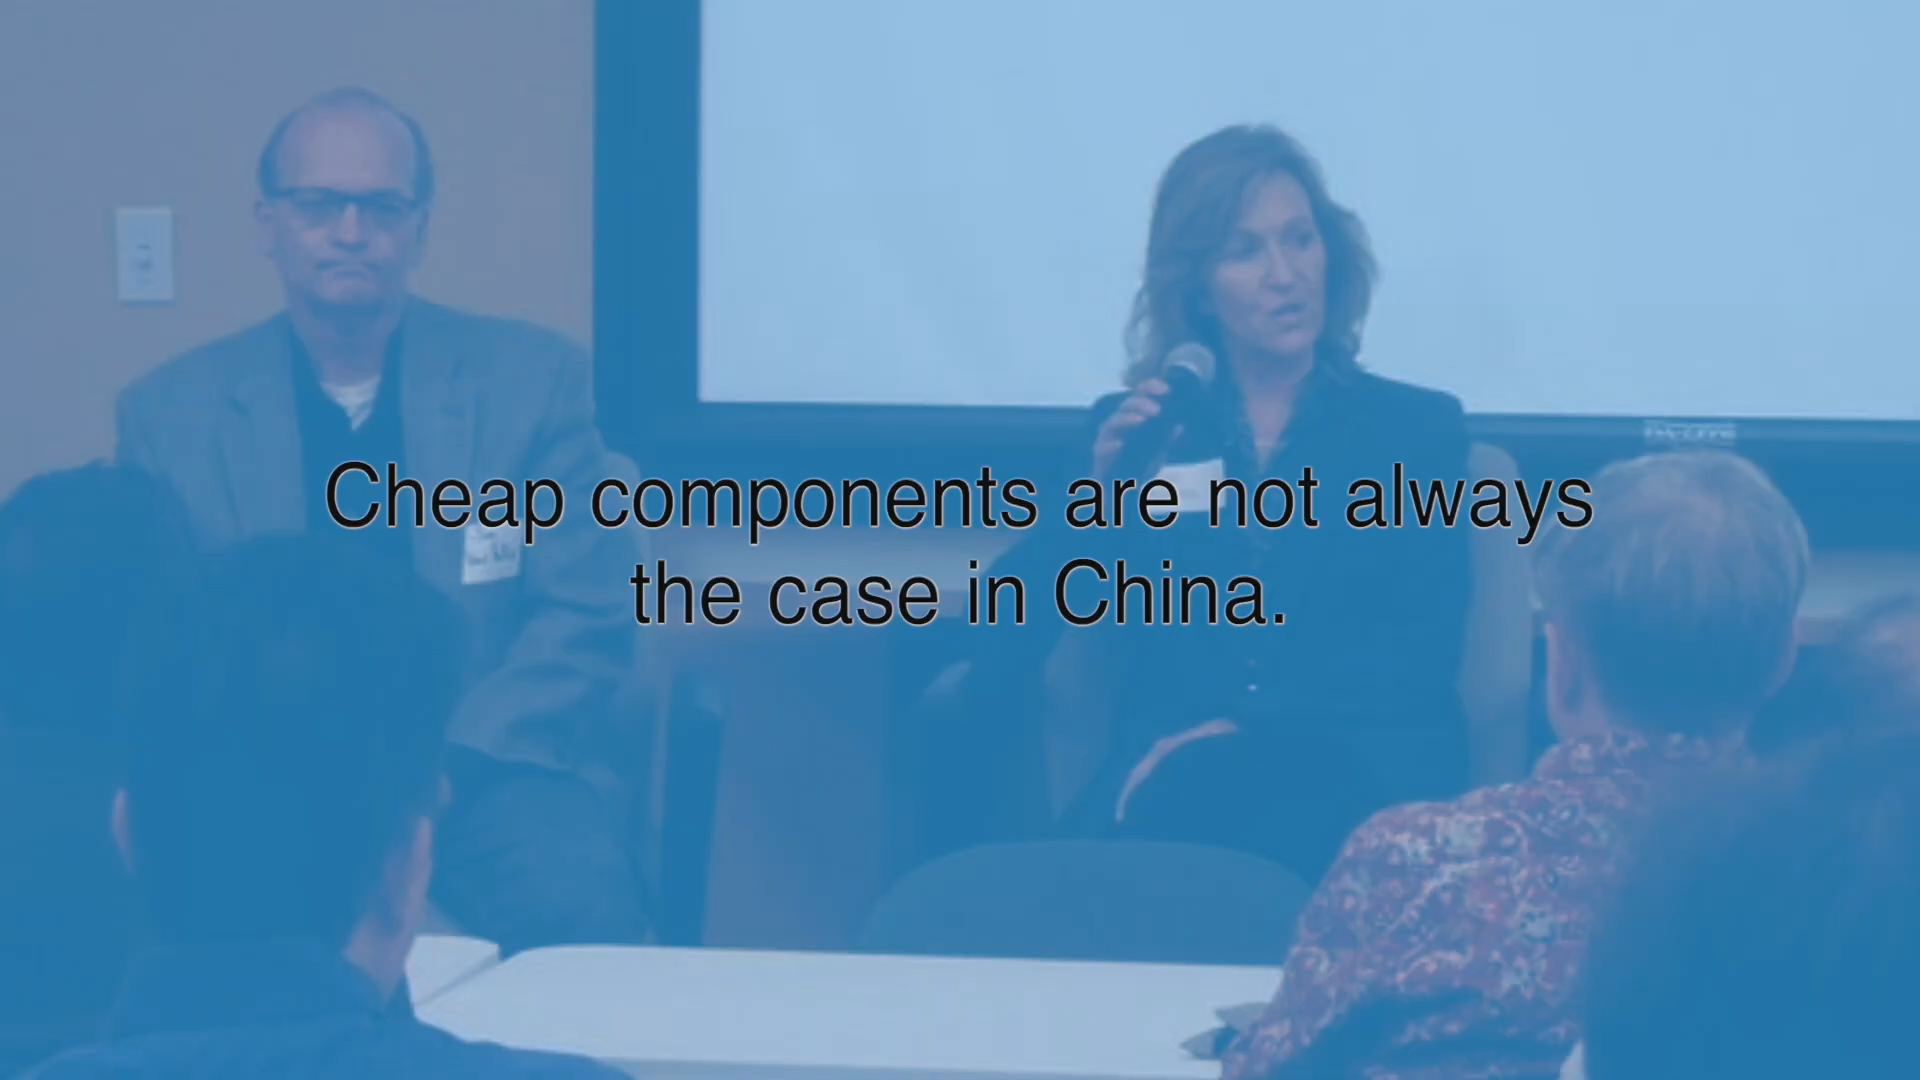 Cheap components are not always
the case in China.